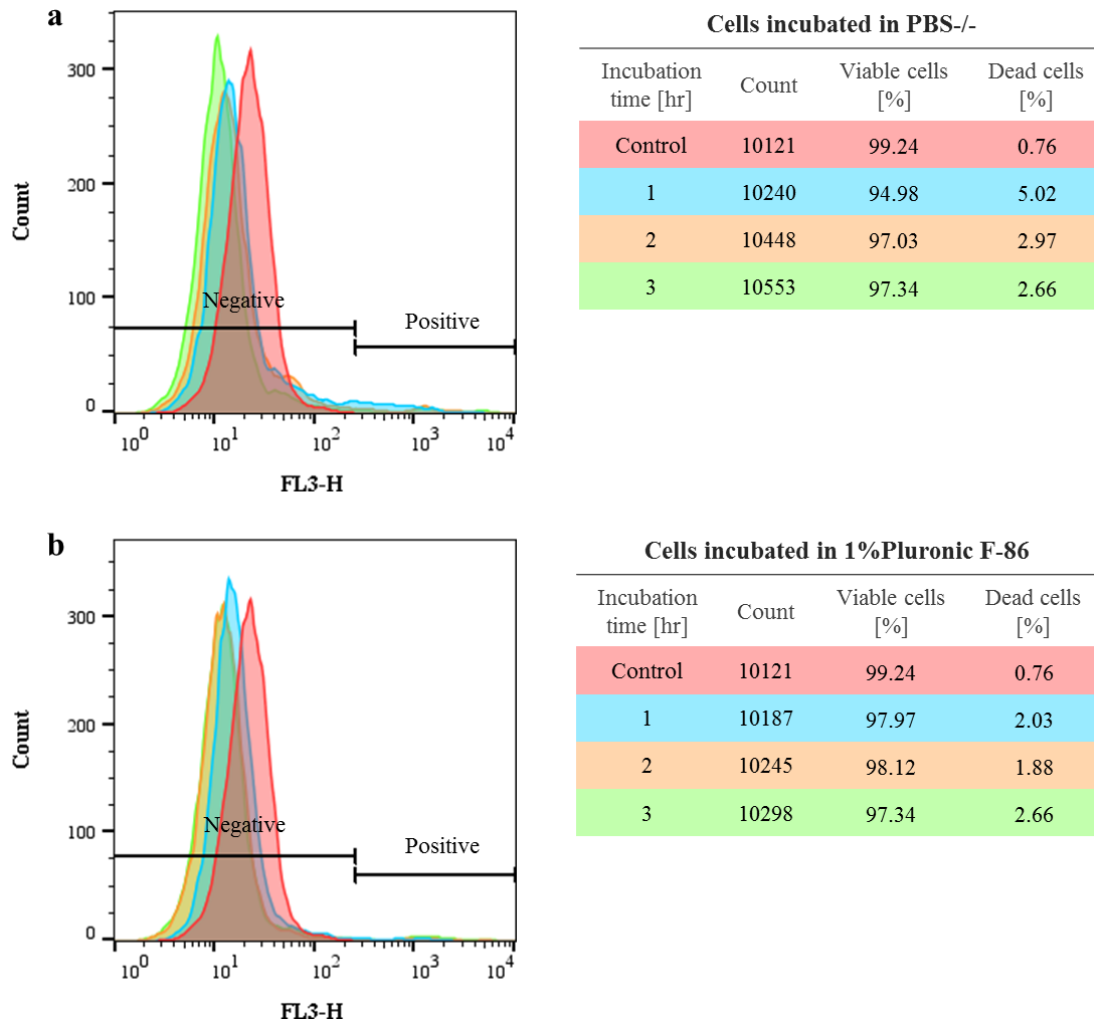 a
300
200
100
0
Count
Negative
Positive
10^0 10^1 10^2 10^3 10^4
FL3-H
Cells incubated in PBS-/-
Incubation time [hr] Count Viable cells [%] Dead cells [%]
Control 10121 99.24 0.76
1 10240 94.98 5.02
2 10448 97.03 2.97
3 10553 97.34 2.66
b
300
200
100
0
Count
Negative
Positive
10^0 10^1 10^2 10^3 10^4
FL3-H
Cells incubated in 1%Pluronic F-86
Incubation time [hr] Count Viable cells [%] Dead cells [%]
Control 10121 99.24 0.76
1 10187 97.97 2.03
2 10245 98.12 1.88
3 10298 97.34 2.66